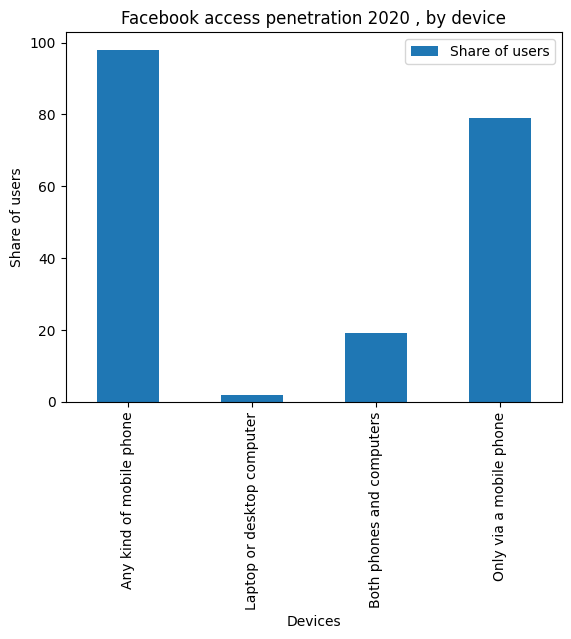 Facebook access penetration 2020 , by device
Share of users
Share of users
100
80
60
40
20
0
Any kind of mobile phone
Laptop or desktop computer
Both phones and computers
Only via a mobile phone
Devices